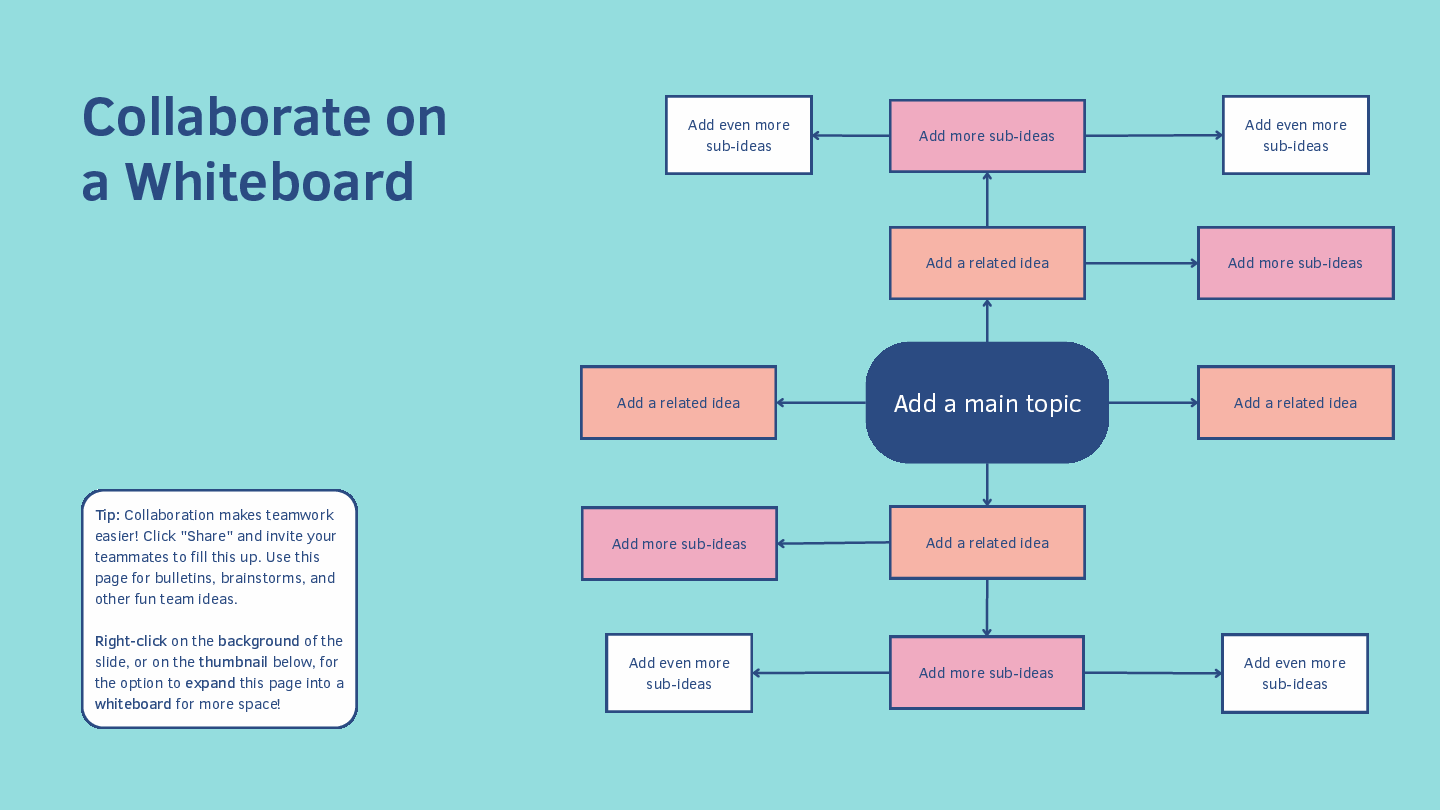 Collaborate on
a Whiteboard
Add even more
sub-ideas
Add more sub-ideas
Add even more
sub-ideas
Add a related idea
Add more sub-ideas
Add a related idea
Add a main topic
Add a related idea
Add more sub-ideas
Add a related idea
Add even more
sub-ideas
Add more sub-ideas
Add even more
sub-ideas
Tip: Collaboration makes teamwork
easier! Click "Share" and invite your
teammates to fill this up. Use this
page for bulletins, brainstorms, and
other fun team ideas.
Right-click on the background of the
slide, or on the thumbnail below, for
the option to expand this page into a
whiteboard for more space!